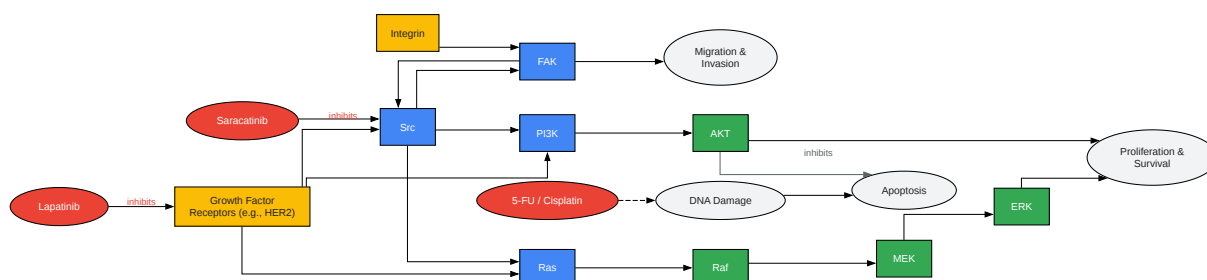 Integrin
FAK
Migration &
Invasion
Saracatinib
inhibits
Src
PI3K
AKT
inhibits
Proliferation &
Survival
Lapatinib
inhibits
Growth Factor
Receptors (e.g., HER2)
5-FU / Cisplatin
DNA Damage
Apoptosis
ERK
Ras
Raf
MEK